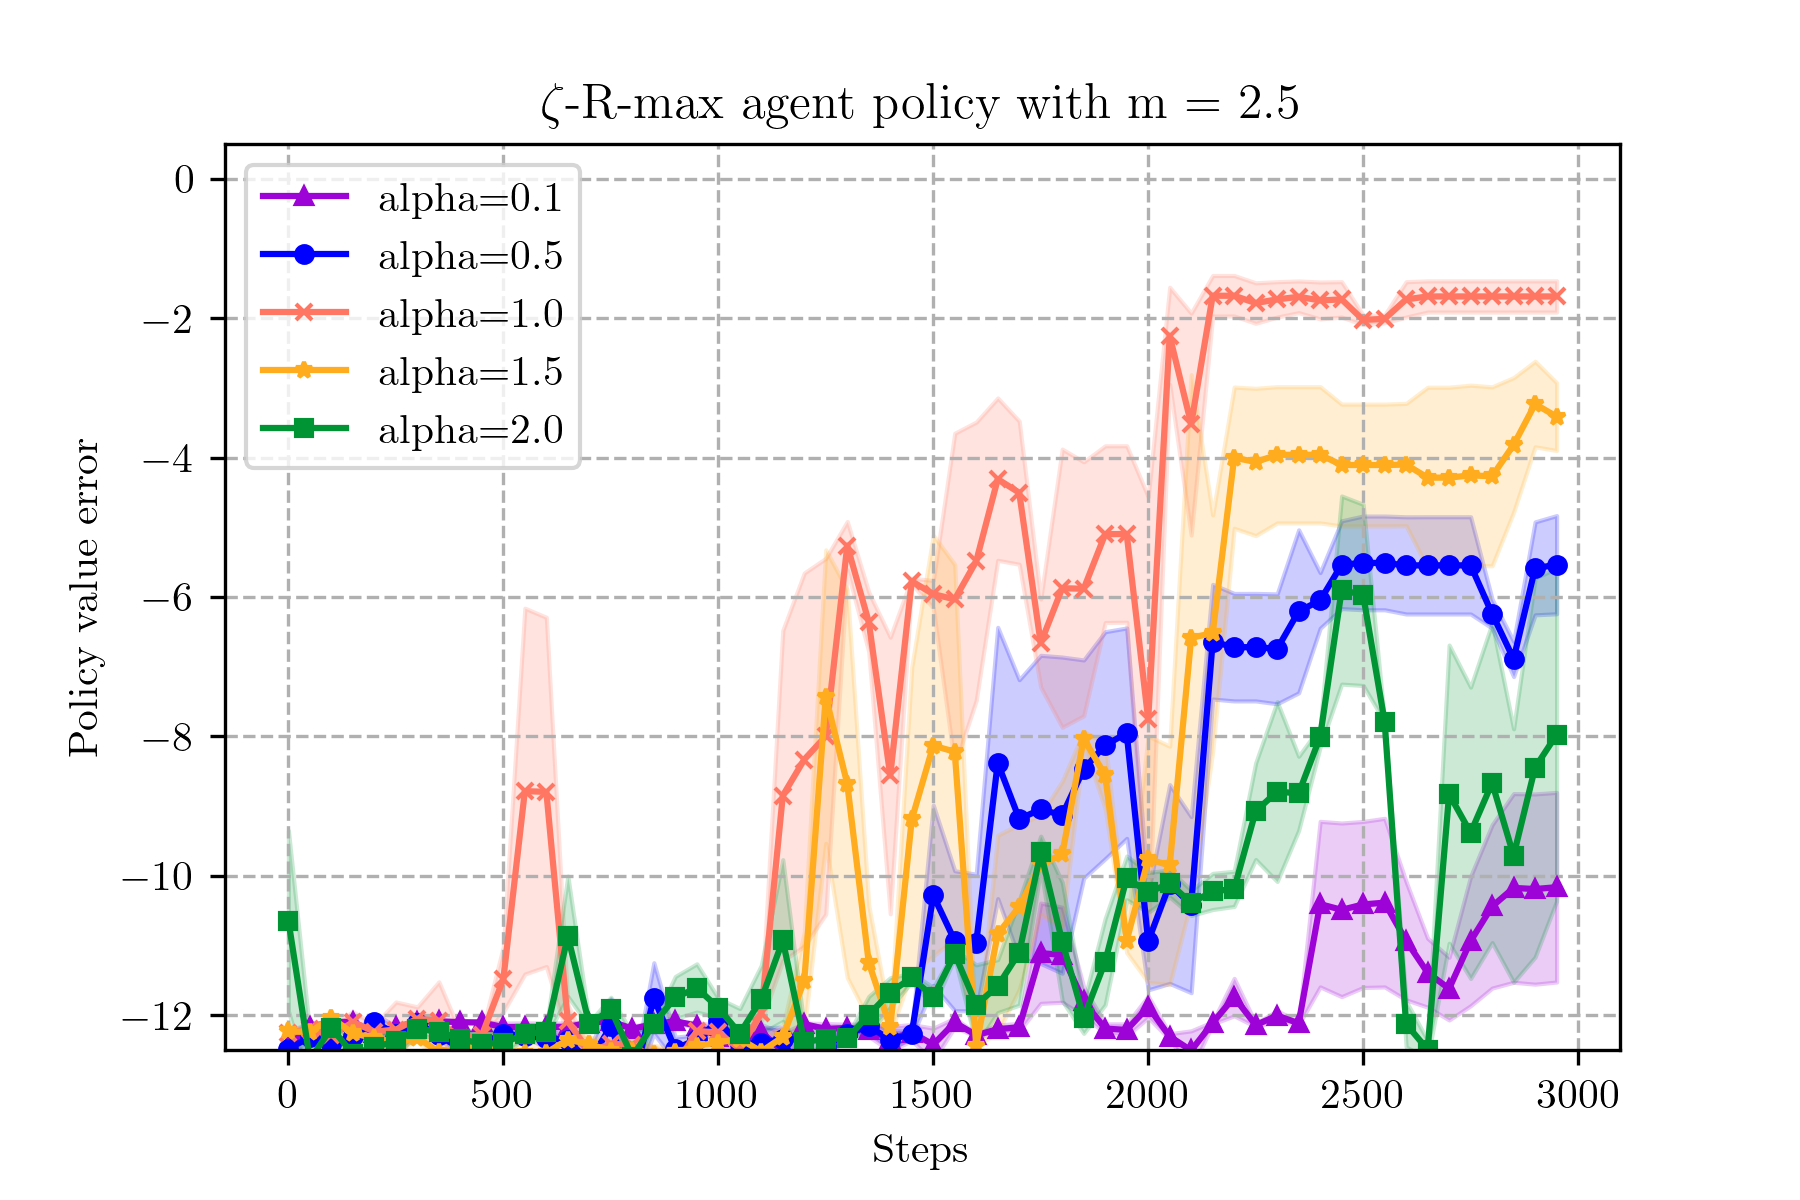 ζ-R-max agent policy with m = 2.5
0
−2
−4
−6
−8
−10
−12
Policy value error
alpha=0.1
alpha=0.5
alpha=1.0
alpha=1.5
alpha=2.0
0
500
1000
1500
2000
2500
3000
Steps